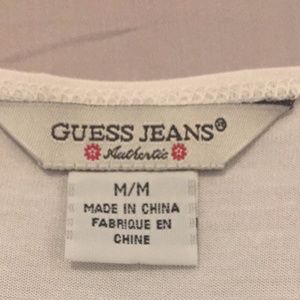 GUESS JEANS®
Authentic
M/M
MADE IN CHINA
FABRIQUE EN
CHINE